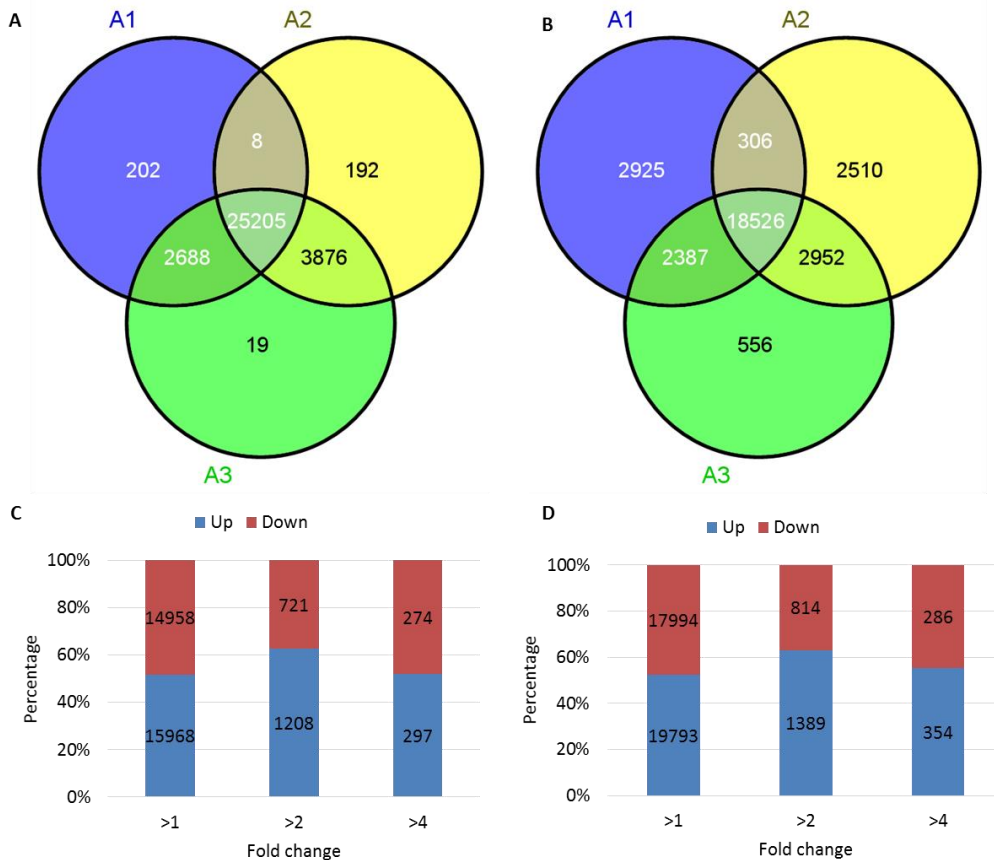 A
A1
A2
8
202
192
25205
2688
3876
19
A3
B
A1
A2
306
2925
2510
18526
2387
2952
556
A3
C
Up Down
100%
80%
60%
40%
20%
0%
Percentage
14958
721
274
15968
1208
297
>1 >2 >4
Fold change
D
Up Down
100%
80%
60%
40%
20%
0%
Percentage
17994
814
286
19793
1389
354
>1 >2 >4
Fold change